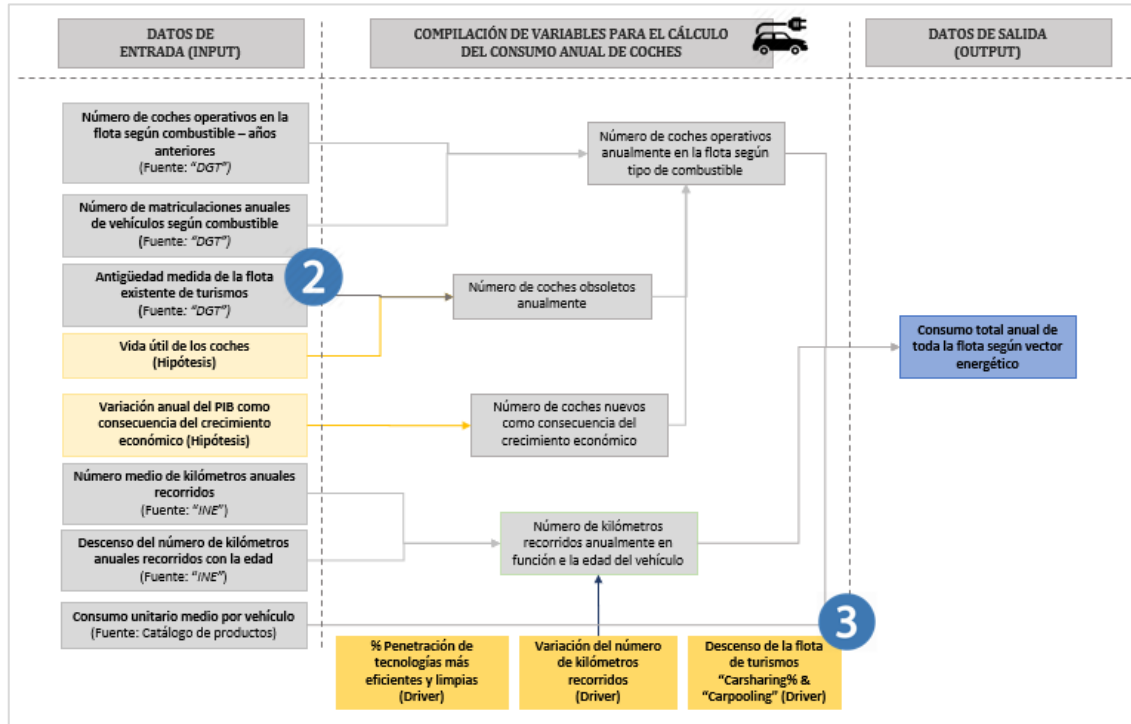 DATOS DE
ENTRADA (INPUT)
COMPILACIÓN DE VARIABLES PARA EL CÁLCULO
DEL CONSUMO ANUAL DE COCHES
DATOS DE SALIDA
(OUTPUT)
Número de coches operativos en la
flota según combustible – años
anteriores
(Fuente: "DGT")
Número de matriculaciones anuales
de vehículos según combustible
(Fuente: "DGT")
Antigüedad medida de la flota
existente de turismos
(Fuente: "DGT")
2
Vida útil de los coches
(Hipótesis)
Variación anual del PIB como
consecuencia del crecimiento
económico (Hipótesis)
Número medio de kilómetros anuales
recorridos
(Fuente: "INE")
Descenso del número de kilómetros
anuales recorridos con la edad
(Fuente: "INE")
Consumo unitario medio por vehículo
(Fuente: Catálogo de productos)
Número de coches operativos
anualmente en la flota según
tipo de combustible
Número de coches obsoletos
anualmente
Número de coches nuevos
como consecuencia del
crecimiento económico
Número de kilómetros
recorridos anualmente en
función e la edad del vehículo
% Penetración de
tecnologías más
eficientes y limpias
(Driver)
Variación del número
de kilómetros
recorridos
(Driver)
Descenso de la flota
de turismos
"Carsharing% &
"Carpooling" (Driver)
3
Consumo total anual de
toda la flota según vector
energético